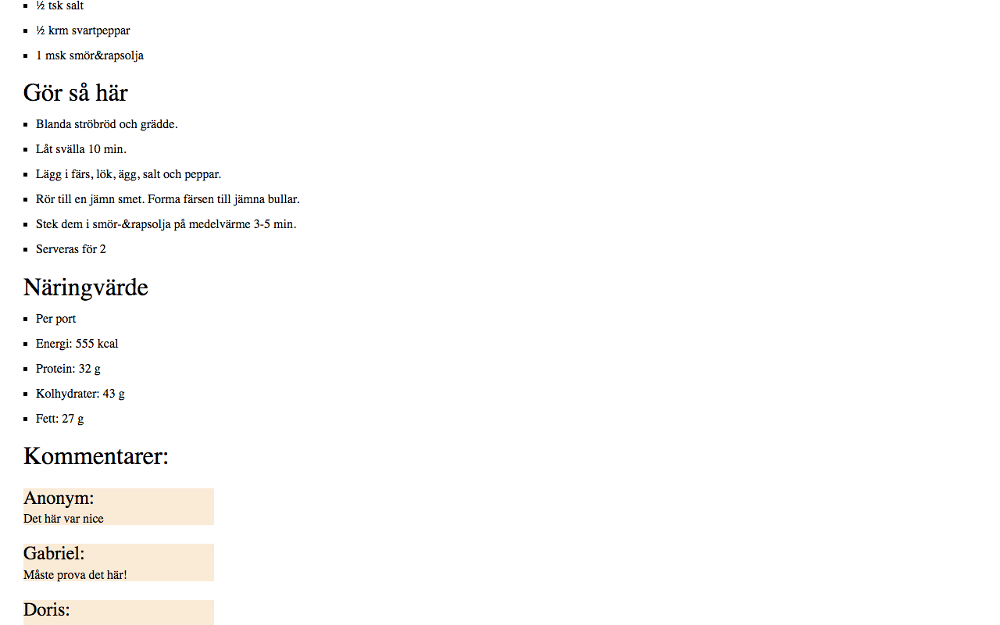 ½ tsk salt
½ krm svartpeppar
1 msk smör&rapsolja
Gör så här
Blanda ströbröd och grädde.
Låt svälla 10 min.
Lägg i färs, lök, ägg, salt och peppar.
Rör till en jämn smet. Forma färsen till jämna bullar.
Stek dem i smör-&rapsolja på medelvärme 3-5 min.
Serveras för 2
Näringvärde
Per port
Energi: 555 kcal
Protein: 32 g
Kolhydrater: 43 g
Fett: 27 g
Kommentarer:
Anonym:
Det här var nice
Gabriel:
Måste prova det här!
Doris: